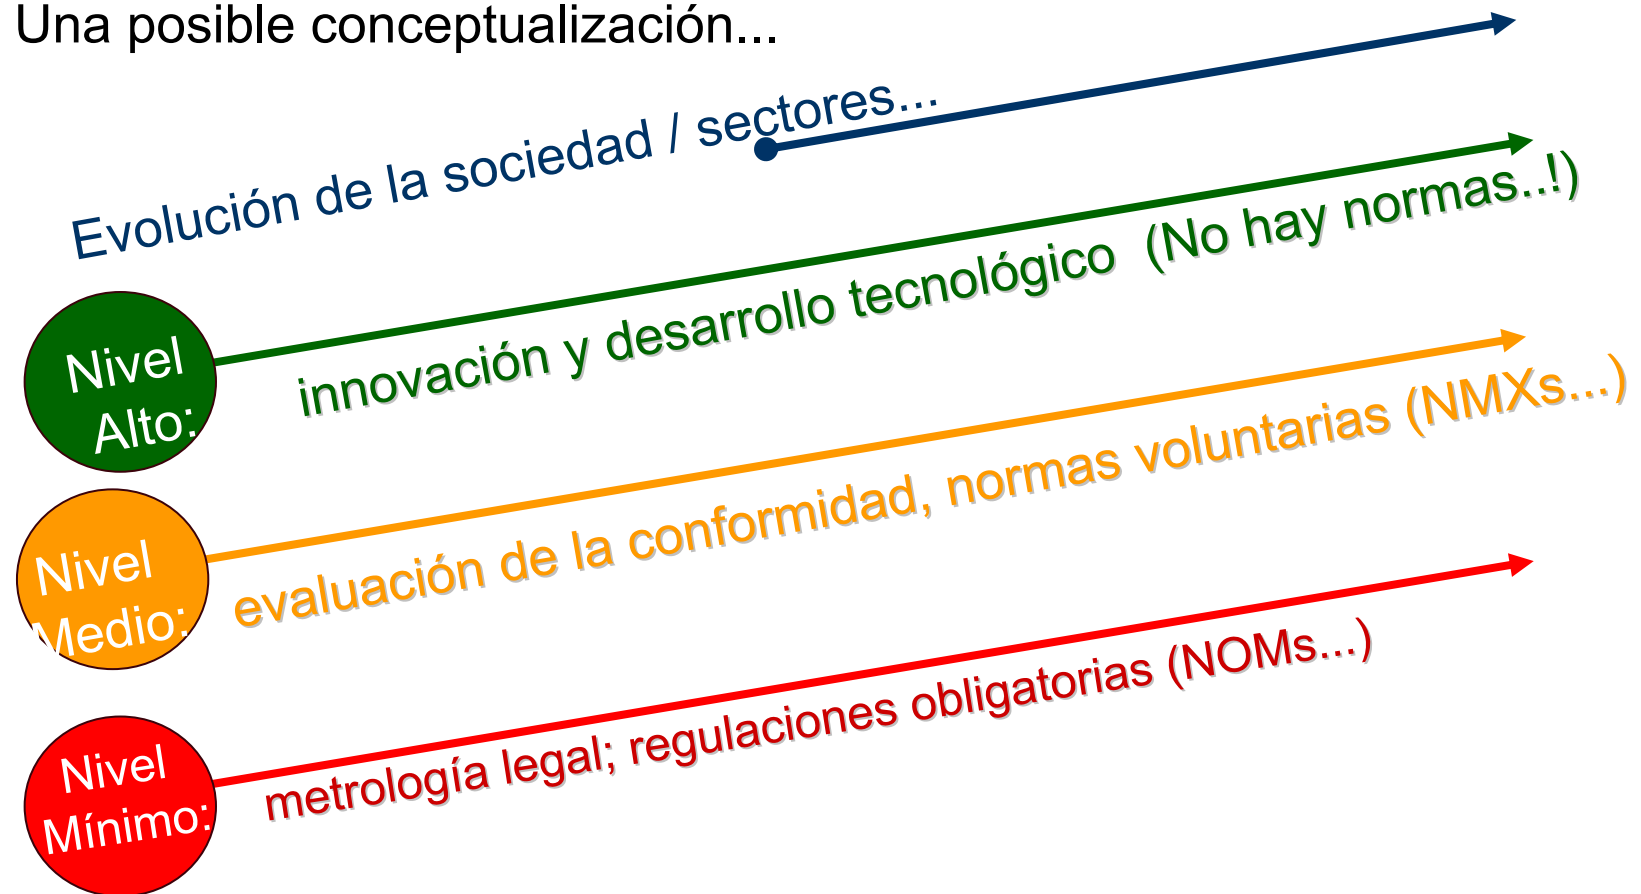 Una posible conceptualización...
Evolución de la sociedad / sectores...
Nivel
Alto:
innovación y desarrollo tecnológico (No hay normas..!)
Nivel
Medio:
evaluación de la conformidad, normas voluntarias (NMXs...)
Nivel
Mínimo:
metrología legal; regulaciones obligatorias (NOMs...)